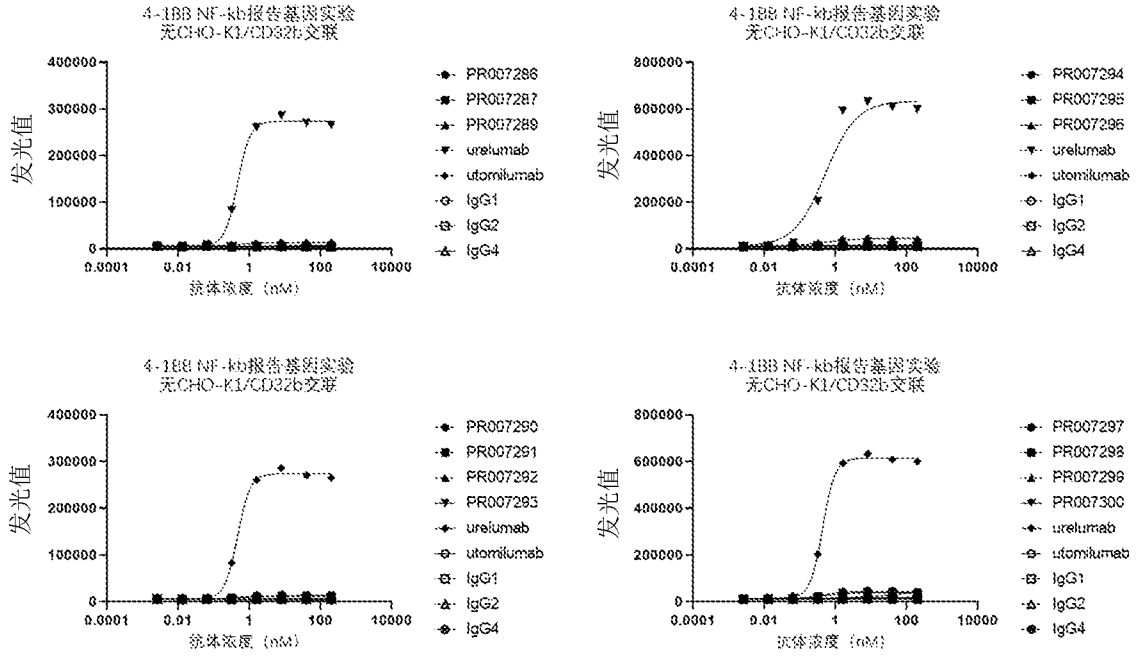 4-1BB NF-kb报告基因实验
无CHO-K1/CD32b交联
400000
300000
200000
100000
0
0.0001
0.01
1
100
10000
发光值
抗体浓度 (nM)
PR007286
PR007287
PR007289
urelumab
utomilumab
IgG1
IgG2
IgG4
4-1BB NF-kb报告基因实验
无CHO-K1/CD32b交联
800000
600000
400000
200000
0
0.0001
0.01
1
100
10000
发光值
抗体浓度 (nM)
PR007294
PR007295
PR007296
urelumab
utomilumab
IgG1
IgG2
IgG4
4-1BB NF-kb报告基因实验
无CHO-K1/CD32b交联
400000
300000
200000
100000
0
0.0001
0.01
1
100
10000
发光值
抗体浓度 (nM)
PR007290
PR007291
PR007292
PR007293
urelumab
utomilumab
IgG1
IgG2
IgG4
4-1BB NF-kb报告基因实验
无CHO-K1/CD32b交联
800000
600000
400000
200000
0
0.0001
0.01
1
100
10000
发光值
抗体浓度 (nM)
PR007297
PR007298
PR007299
PR007300
urelumab
utomilumab
IgG1
IgG2
IgG4